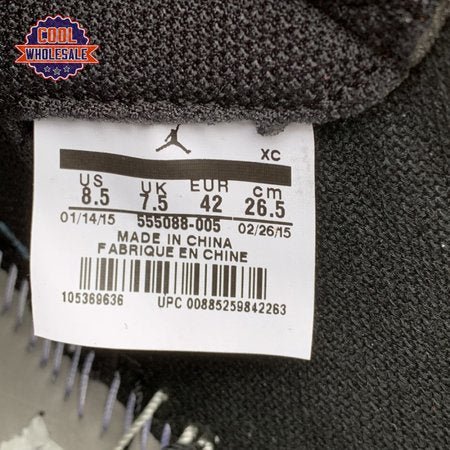 COOL
WHOLESALE
XC
US UK EUR cm
8.5 7.5 42 26.5
01/14/15 555088-005 02/26/15
MADE IN CHINA
FABRIQUE EN CHINE
105369636 UPC 00885259842263